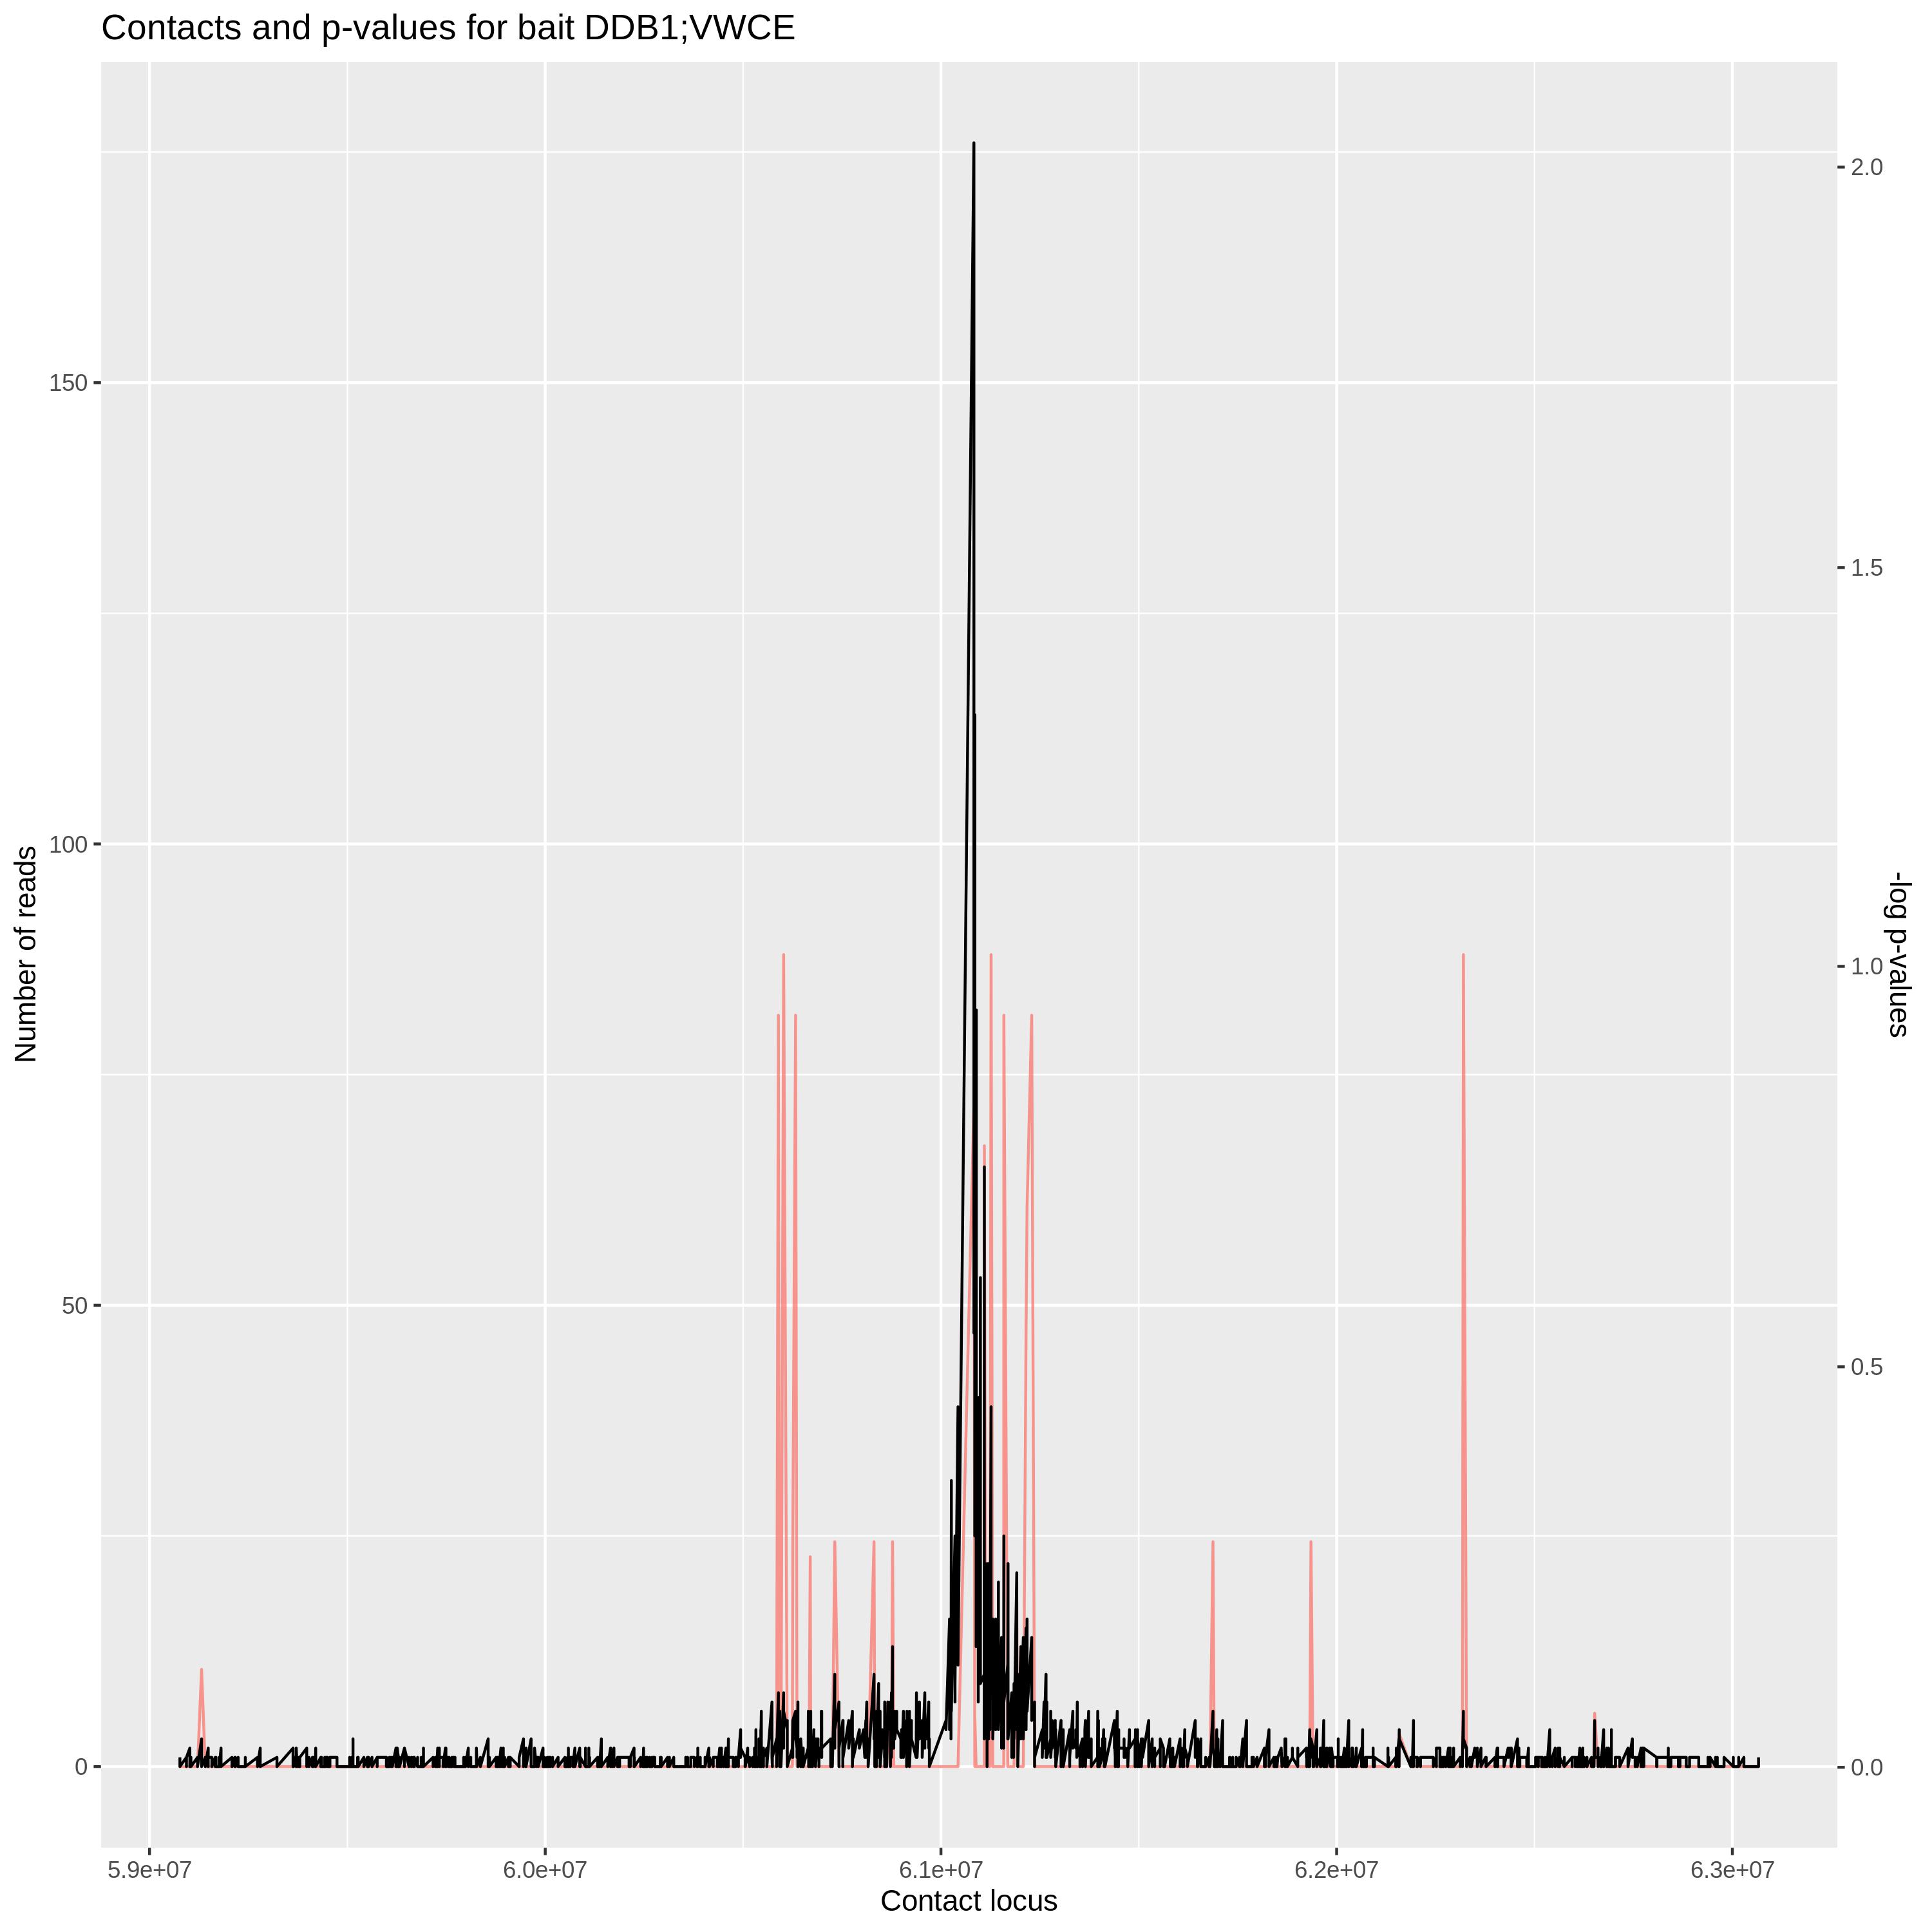 Contacts and p-values for bait DDB1;VWCE
Number of reads
150
100
50
0
2.0
1.5
1.0
0.5
0.0
-log p-values
5.9e+07 6.0e+07 6.1e+07 6.2e+07 6.3e+07
Contact locus